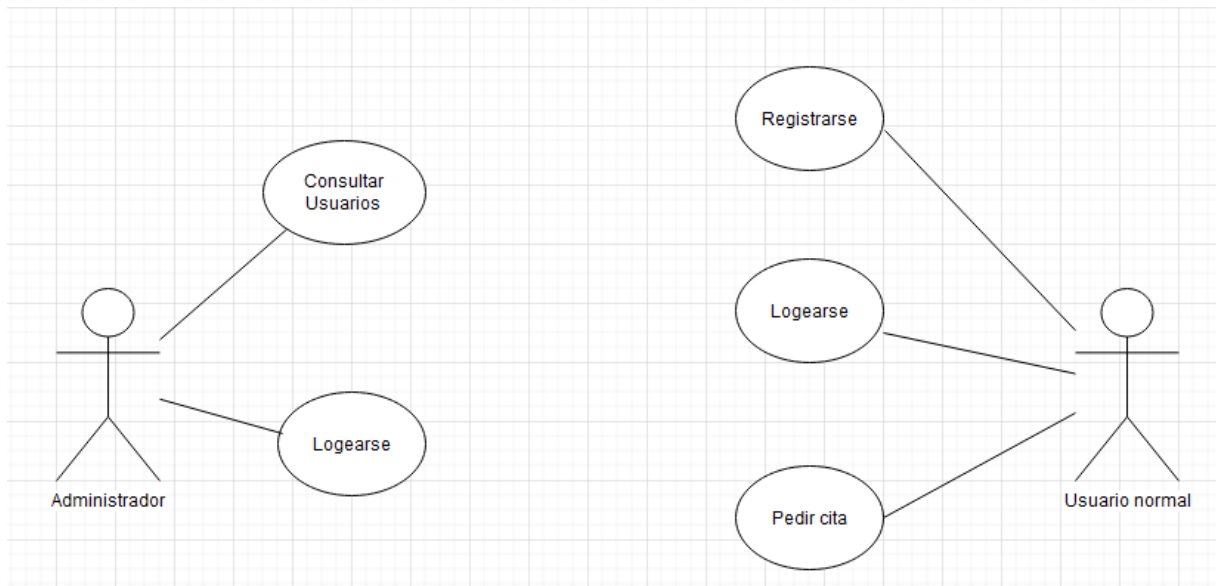 Registrarse
Consultar
Usuarios
Logearse
Logearse
Administrador
Usuario normal
Pedir cita